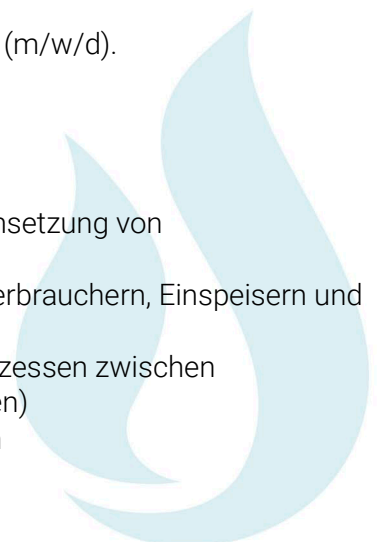 (m/w/d).
nsetzung von
erbrauchern, Einspeisern und
zessen zwischen
en)